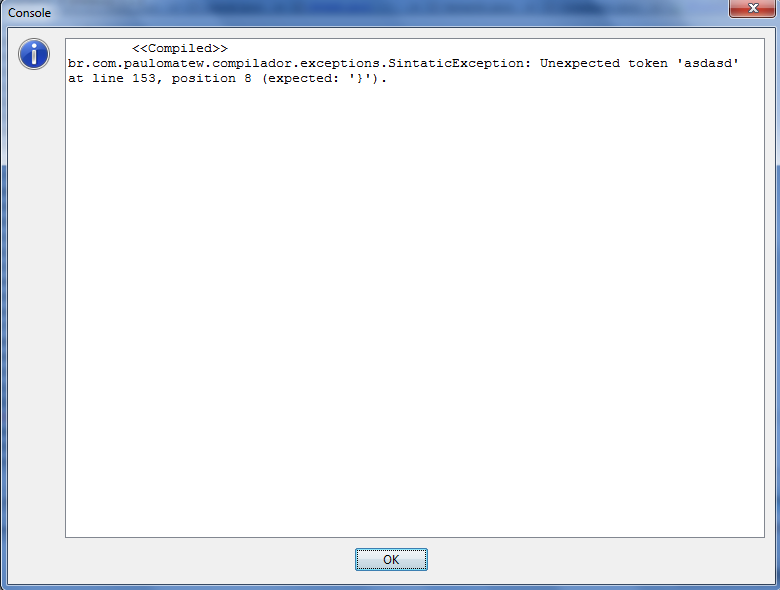 Console
<<Compiled>>
br.com.paulomatew.compilador.exceptions.SintaticException: Unexpected token 'asdasd'
at line 153, position 8 (expected: '}').
OK